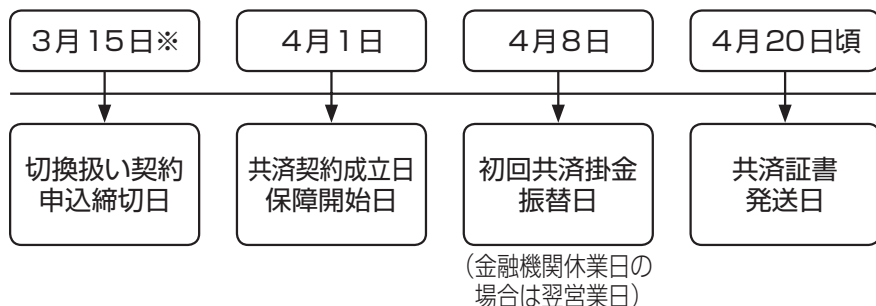 3月15日※
4月1日
4月8日
4月20日頃
切換扱い契約
申込締切日
共済契約成立日
保障開始日
初回共済掛金
振替日
共済証書
発送日
（金融機関休業日の
場合は翌営業日）